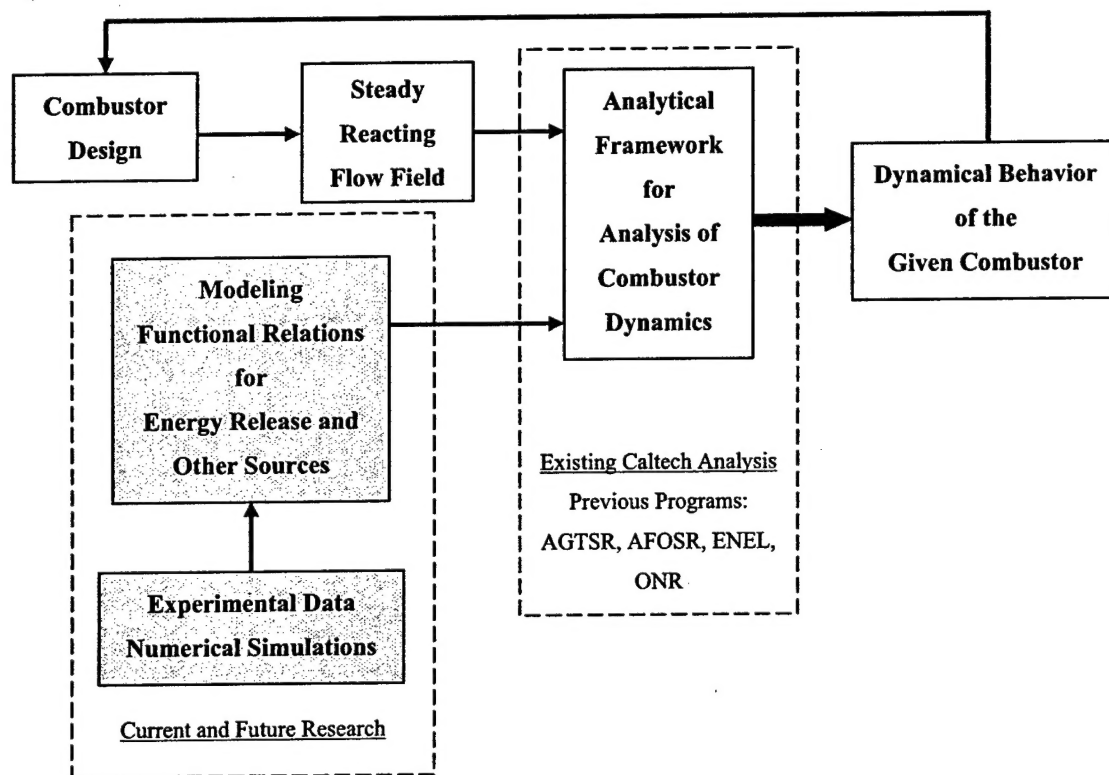 Combustor
Design
Steady
Reacting
Flow Field
Analytical
Framework
for
Analysis of
Combustor
Dynamics
Dynamical Behavior
of the
Given Combustor
Modeling
Functional Relations
for
Energy Release and
Other Sources
Existing Caltech Analysis
Previous Programs:
AGTSR, AFOSR, ENEL,
ONR
Experimental Data
Numerical Simulations
Current and Future Research